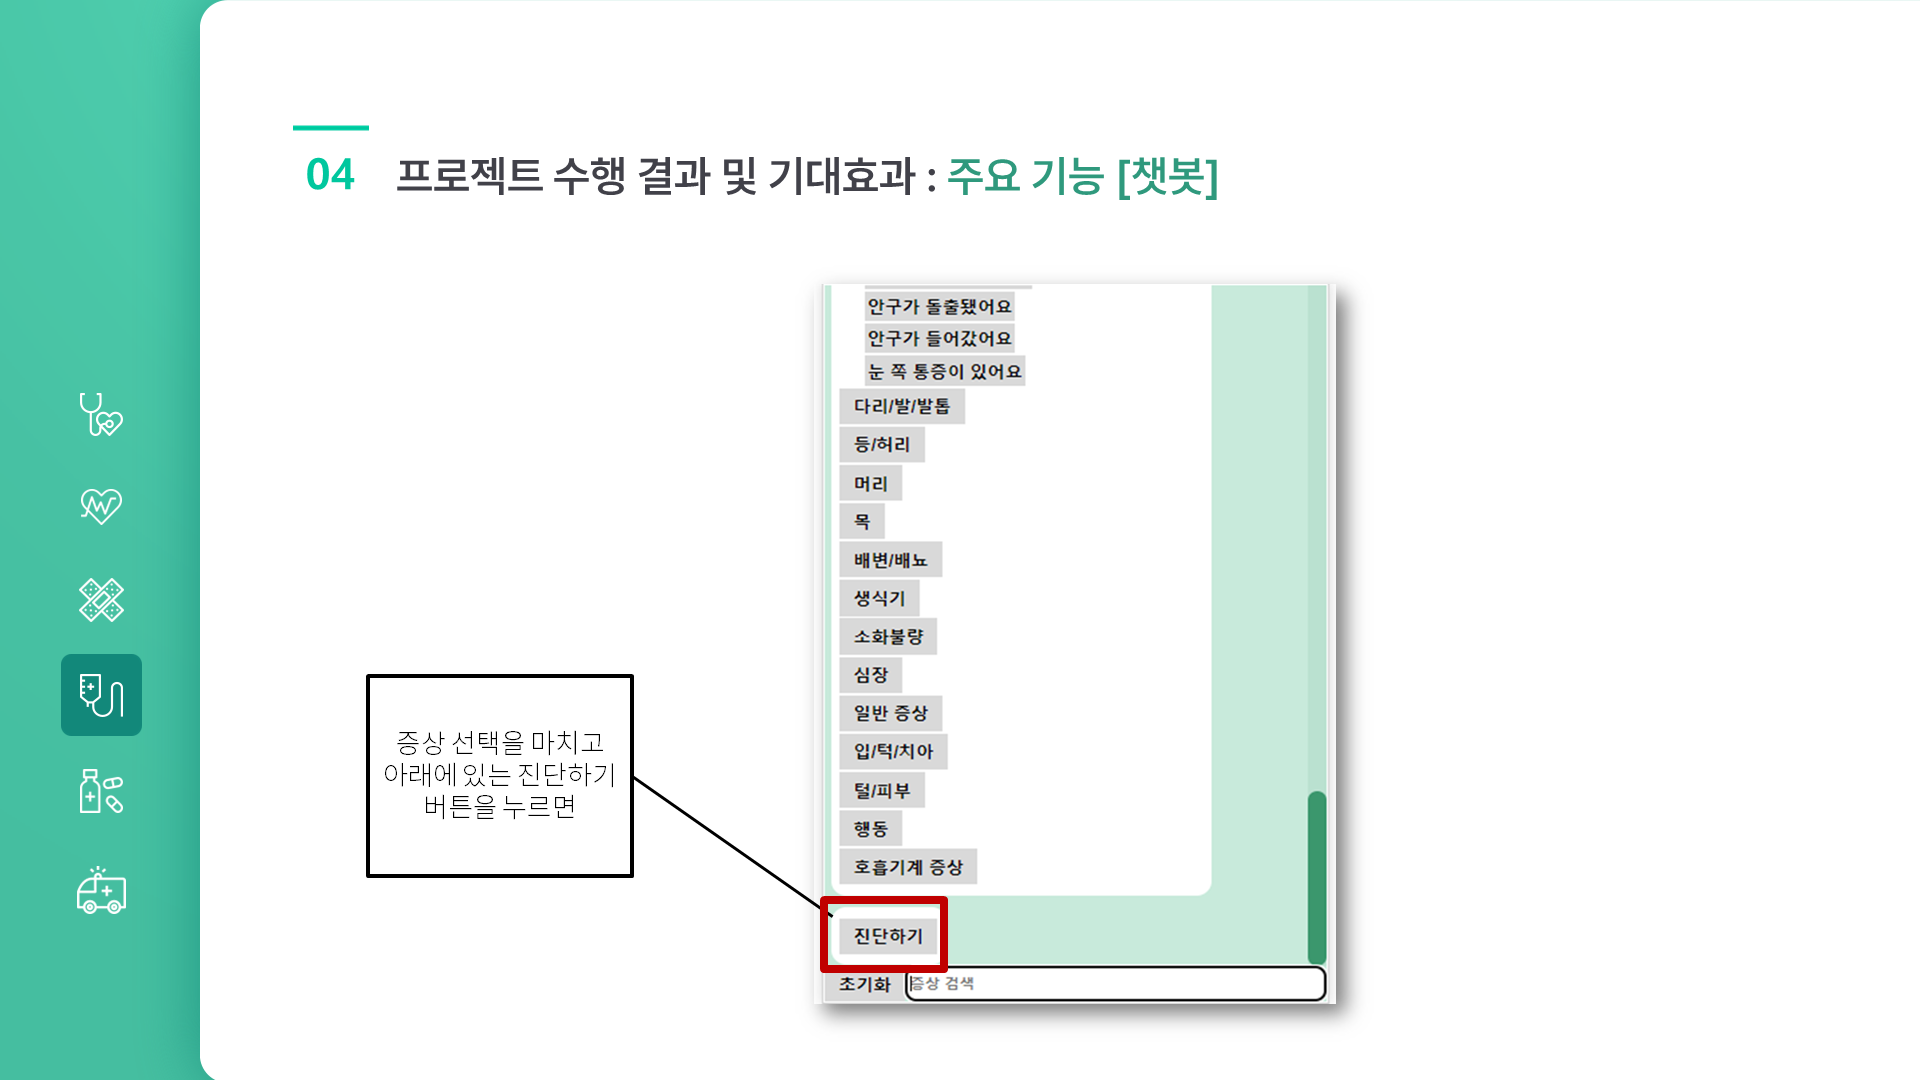 04 프로젝트 수행 결과 및 기대효과 : 주요 기능 [챗봇]
안구가 돌출됐어요
안구가 들어갔어요
눈 쪽 통증이 있어요
다리/발/발톱
등/허리
머리
목
배변/배뇨
생식기
소화불량
심장
일반 증상
입/턱/치아
털/피부
행동
호흡기계 증상
진단하기
초기화 증상 검색
증상 선택을 마치고
아래에 있는 진단하기
버튼을 누르면